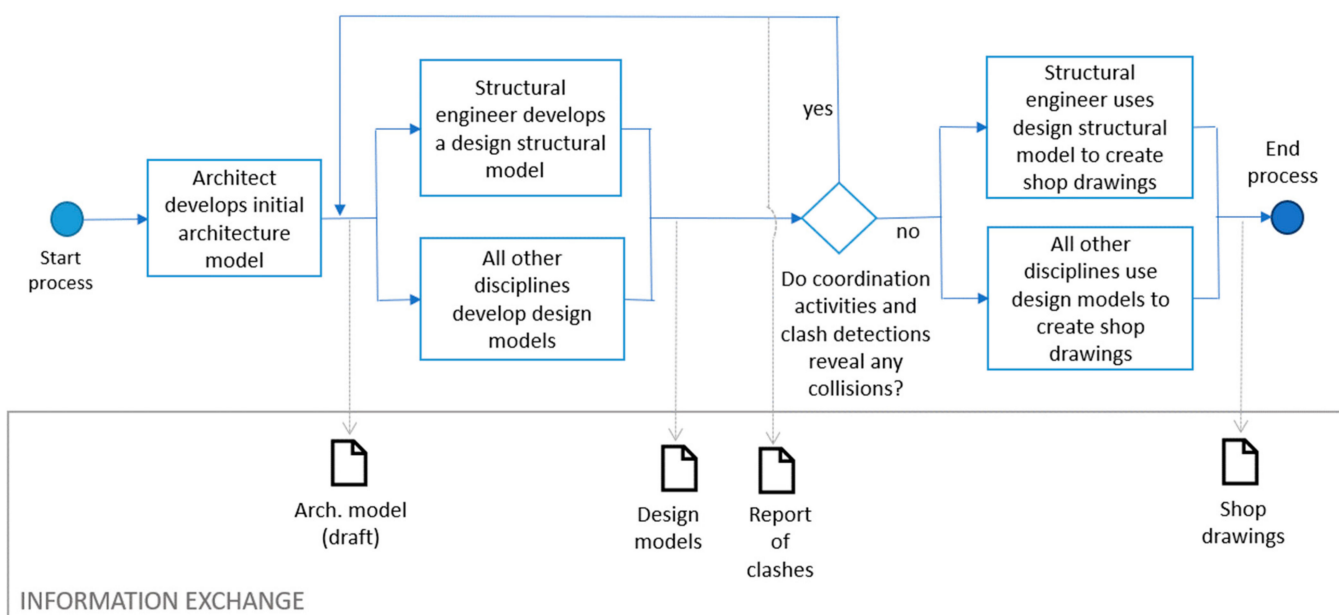 Start
process
Architect
develops initial
architecture
model
Structural
engineer develops
a design structural
model
All other
disciplines
develop design
models
yes
no
Do coordination
activities and
clash detections
reveal any
collisions?
Structural
engineer uses
design structural
model to create
shop drawings
All other
disciplines use
design models to
create shop
drawings
End
process
Arch. model
(draft)
Design
models
Report
of
clashes
Shop
drawings
INFORMATION EXCHANGE